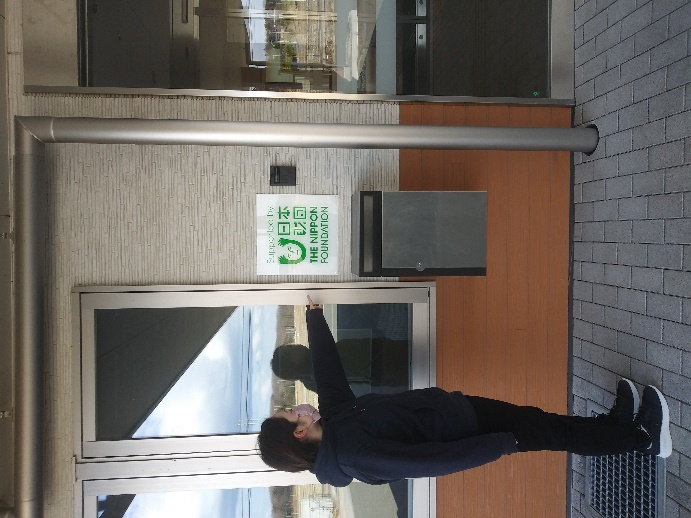 Supported by
日本
財団
THE NIPPON
FOUNDATION